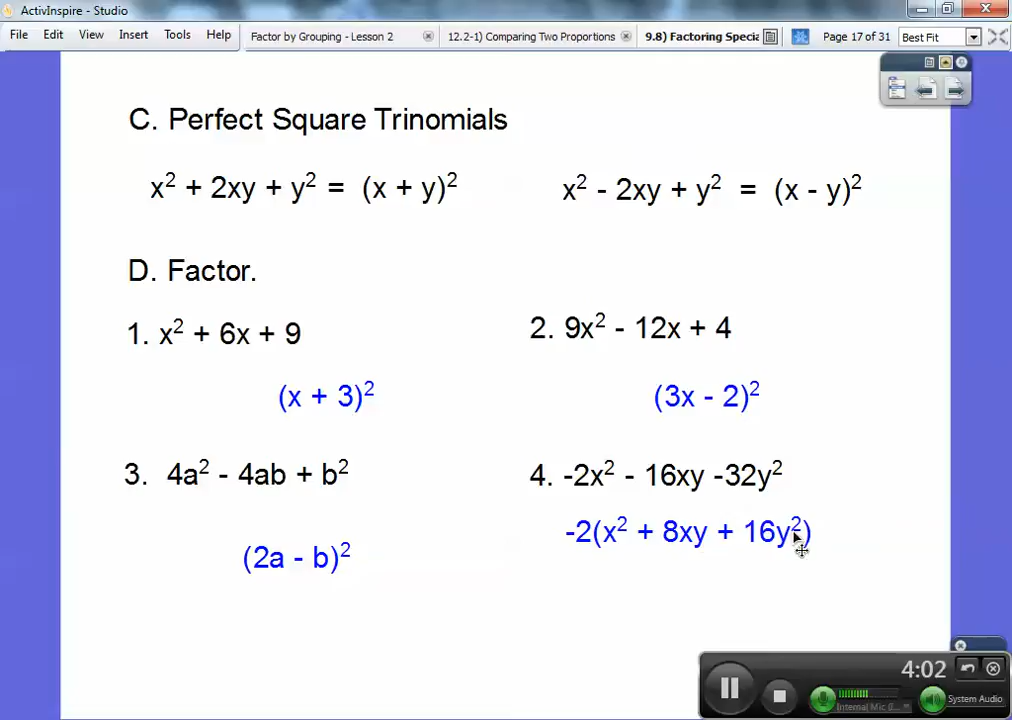 ActivInspire - Studio
File Edit View Insert Tools Help
Factor by Grouping - Lesson 2
12.2-1) Comparing Two Proportions
9.8) Factoring Specia
Page 17 of 31
Best Fit
C. Perfect Square Trinomials
x² + 2xy + y² = (x + y)²
x² - 2xy + y² = (x - y)²
D. Factor.
1. x² + 6x + 9
2. 9x² - 12x + 4
(x + 3)²
(3x - 2)²
3. 4a² - 4ab + b²
4. -2x² - 16xy -32y²
-2(x² + 8xy + 16y²)
(2a - b)²
4:02
Internal Mic (I...
System Audio